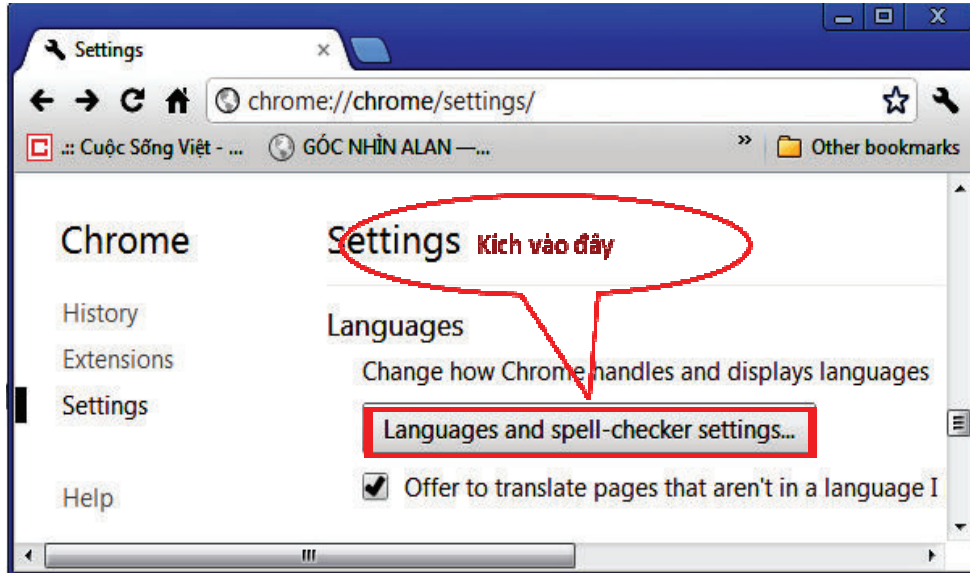 Settings
chrome://chrome/settings/
.:: Cuộc Sống Việt - ...
GÓC NHÌN ALAN —...
»
Other bookmarks
Chrome
Settings
Kích vào đây
History
Extensions
Settings
Help
Languages
Change how Chrome handles and displays languages
Languages and spell-checker settings...
Offer to translate pages that aren't in a language I